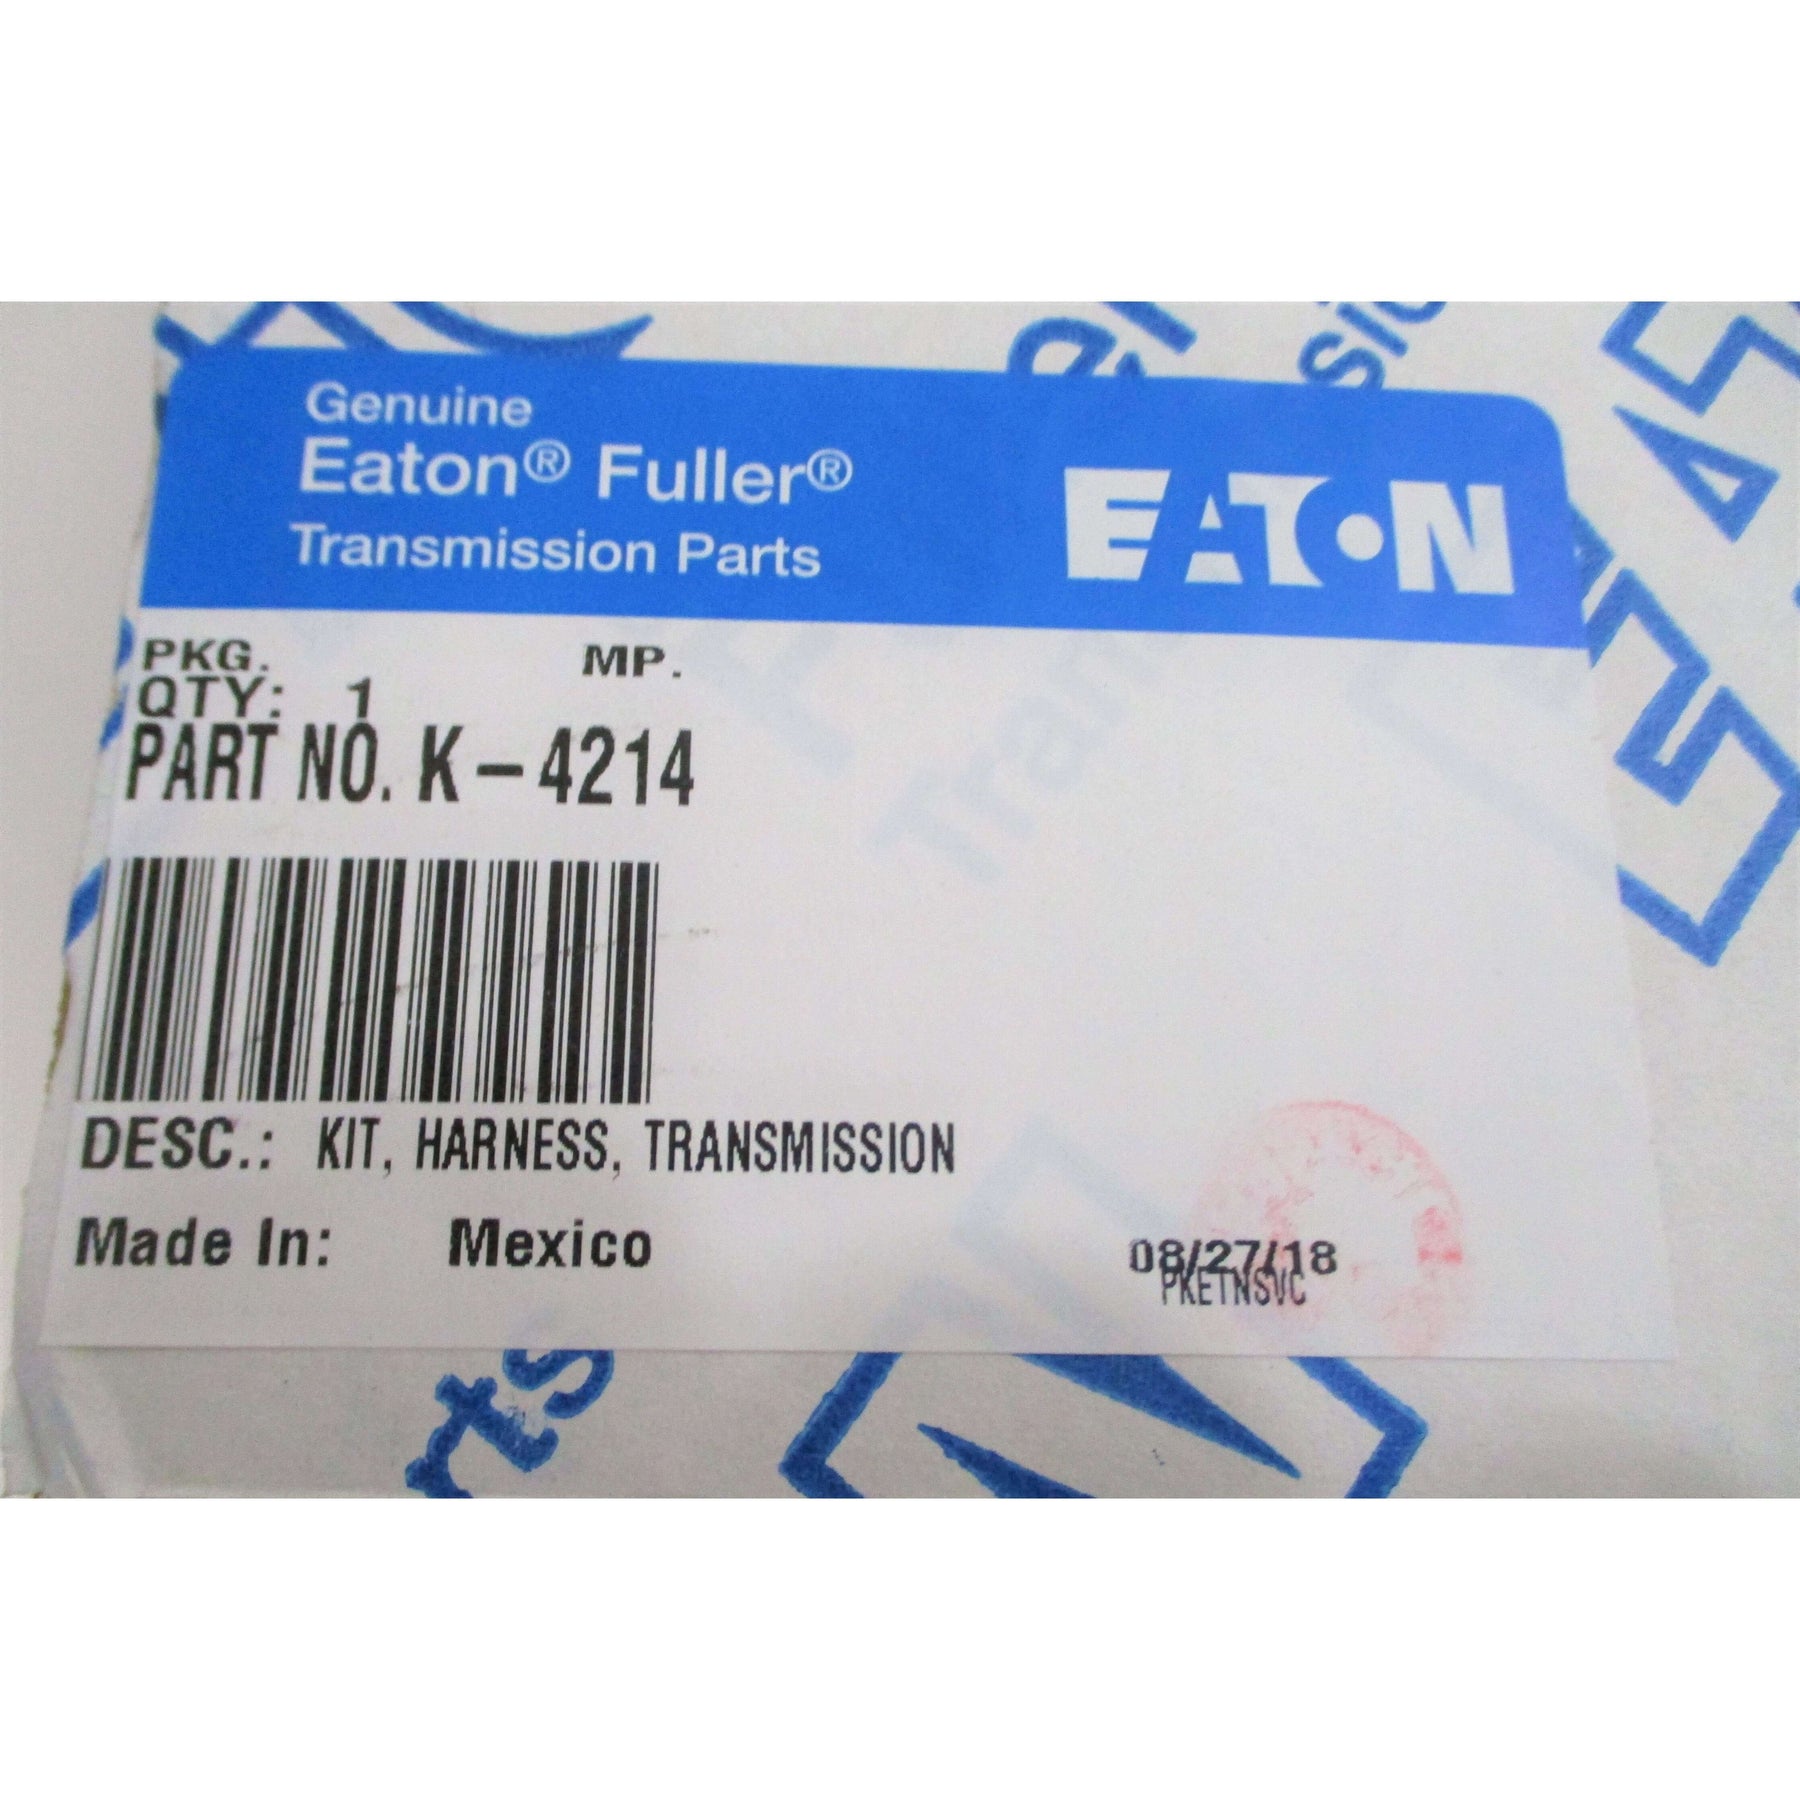 Genuine
Eaton® Fuller®
Transmission Parts
EATON
PKG. MP.
QTY: 1
PART NO. K-4214
DESC.: KIT, HARNESS, TRANSMISSION
Made In: Mexico
08/27/18
PKETNSVC
rts